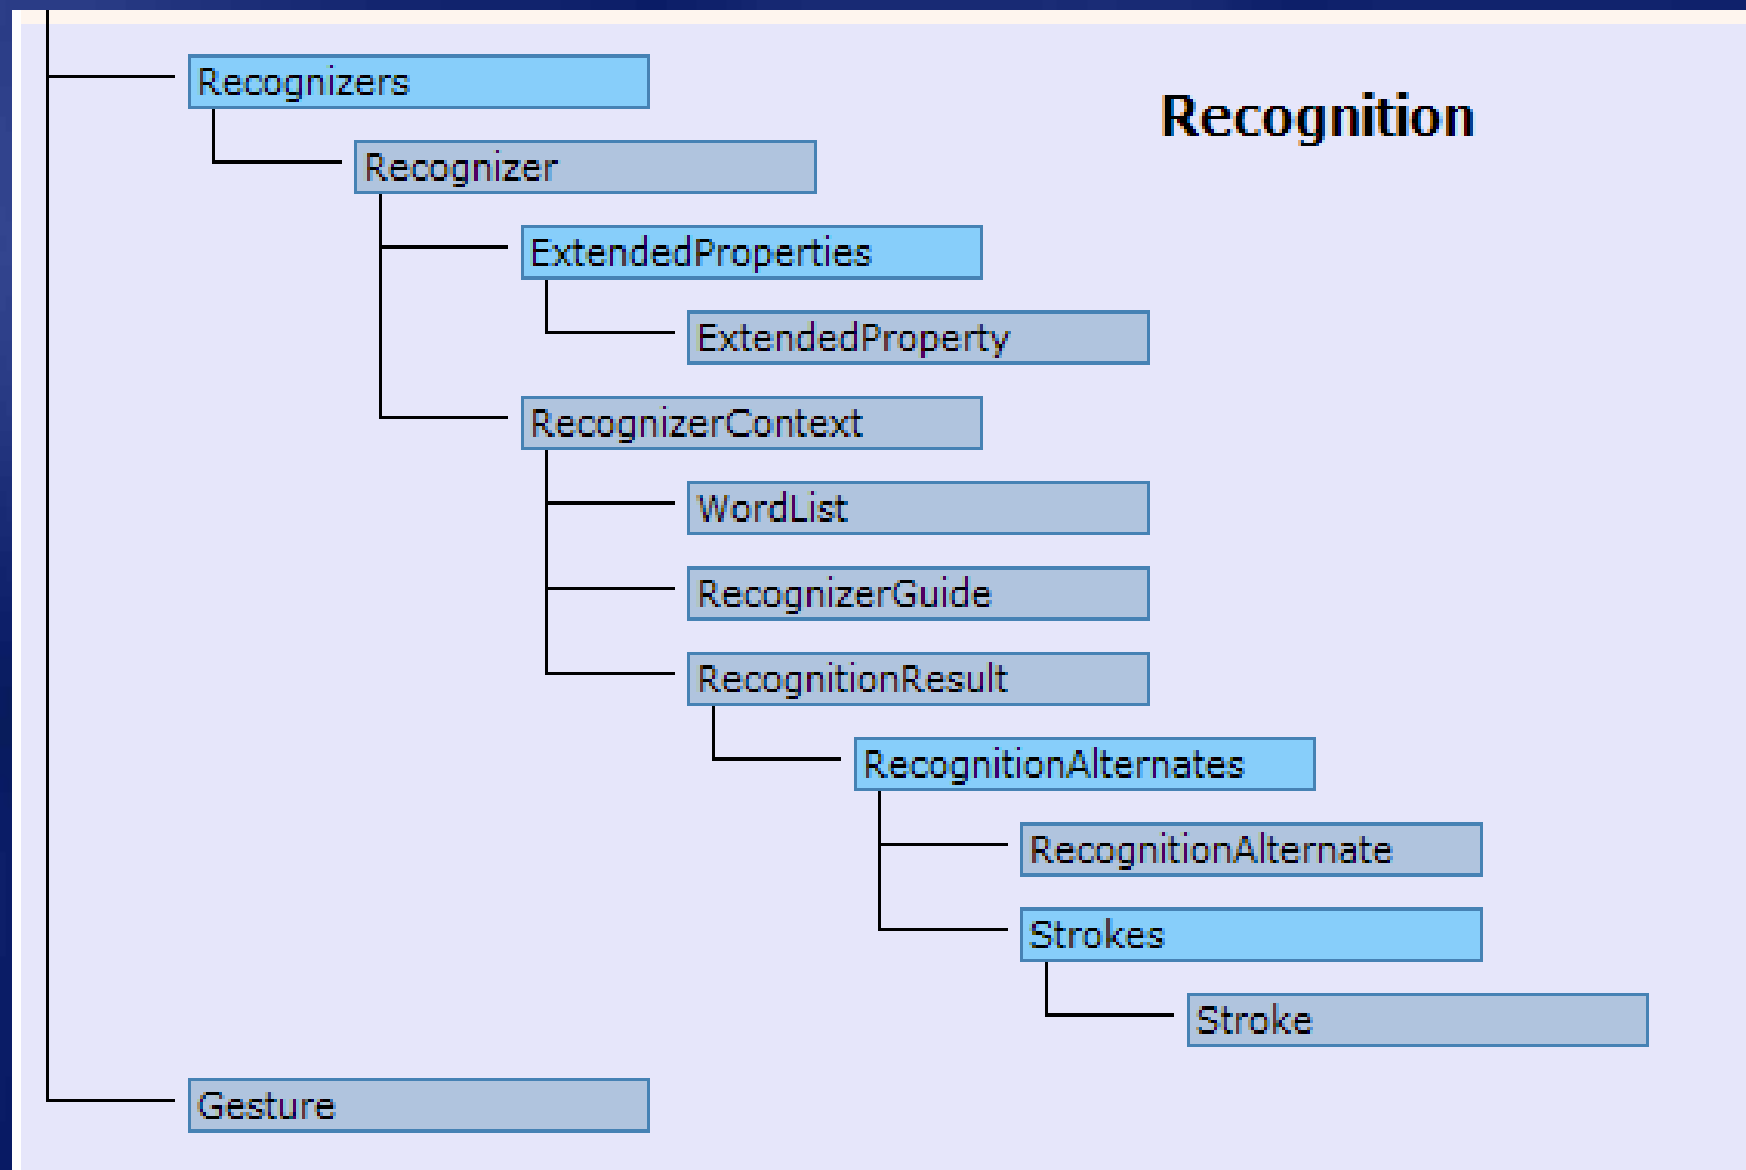 Recognizers
Recognition
Recognizer
ExtendedProperties
ExtendedProperty
RecognizerContext
WordList
RecognizerGuide
RecognitionResult
RecognitionAlternates
RecognitionAlternate
Strokes
Stroke
Gesture